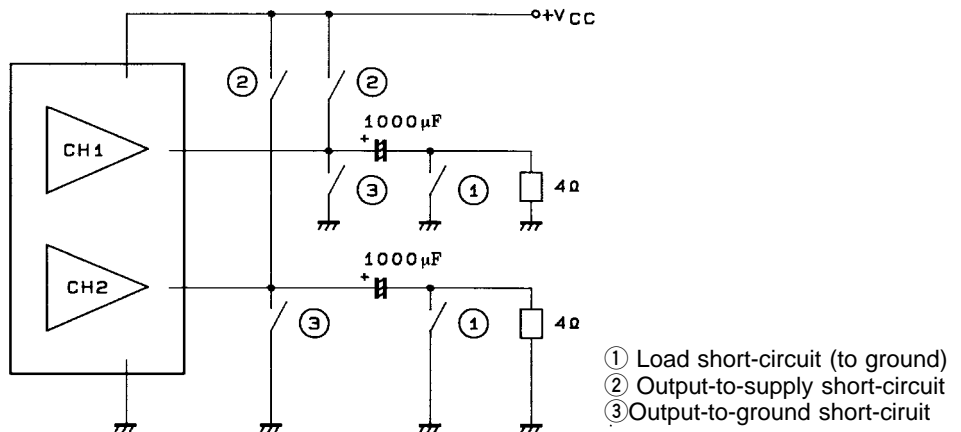 +VCC
② ②
1000µF
+
CH1
③ ① 4Ω
1000µF
+
CH2
③ ① 4Ω
① Load short-circuit (to ground)
② Output-to-supply short-circuit
③Output-to-ground short-ciruit